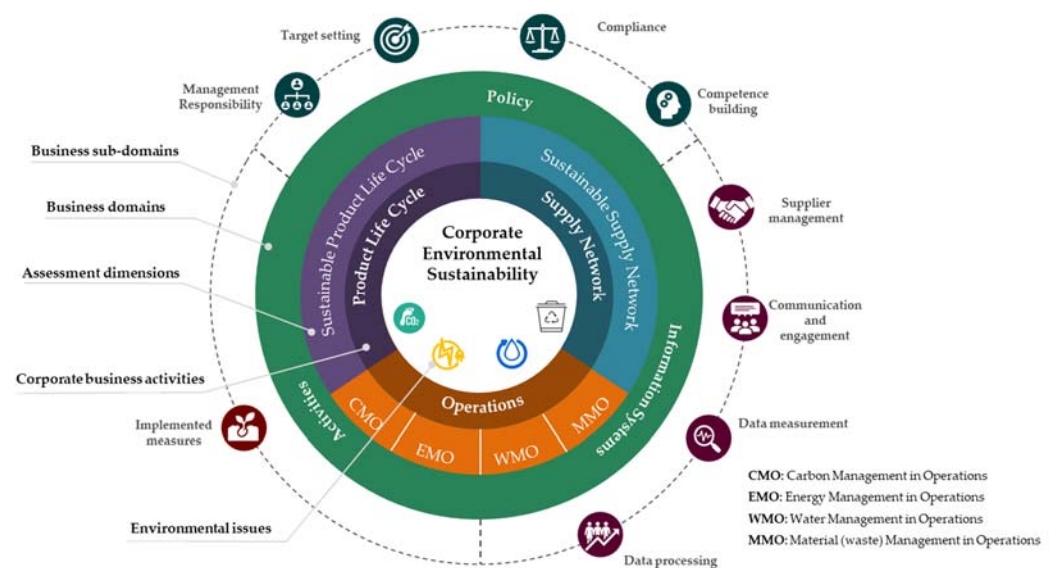 Target setting
Compliance
Management
Responsibility
Competence
building
Policy
Business sub-domains
Sustainable Product Life Cycle
Sustainable Supply Network
Product Life Cycle
Supply Network
Supplier
management
Business domains
Corporate
Environmental
Sustainability
Assessment dimensions
CO₂
Communication
and
engagement
Corporate business activities
Activities
Information Systems
Operations
CMO
EMO
WMO
MMO
Implemented
measures
Data measurement
Environmental issues
Data processing
CMO: Carbon Management in Operations
EMO: Energy Management in Operations
WMO: Water Management in Operations
MMO: Material (waste) Management in Operations